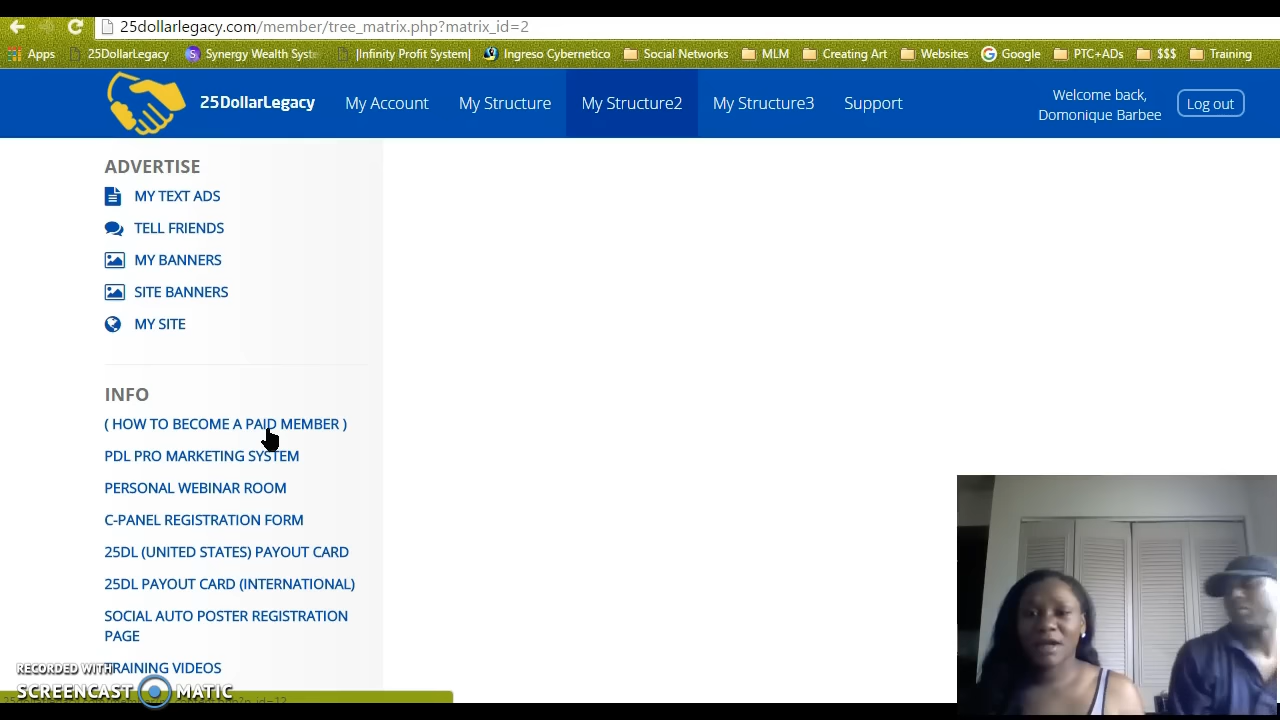 25dollarlegacy.com/member/tree_matrix.php?matrix_id=2
Apps 25DollarLegacy Synergy Wealth Syste |Infinity Profit System| Ingreso Cybernetico Social Networks MLM Creating Art Websites Google PTC+ADs $$$ Training
25DollarLegacy My Account My Structure My Structure2 My Structure3 Support
Welcome back,
Domonique Barbee
Log out
ADVERTISE
MY TEXT ADS
TELL FRIENDS
MY BANNERS
SITE BANNERS
MY SITE
INFO
( HOW TO BECOME A PAID MEMBER )
PDL PRO MARKETING SYSTEM
PERSONAL WEBINAR ROOM
C-PANEL REGISTRATION FORM
25DL (UNITED STATES) PAYOUT CARD
25DL PAYOUT CARD (INTERNATIONAL)
SOCIAL AUTO POSTER REGISTRATION
PAGE
TRAINING VIDEOS
RECORDED WITH
SCREENCAST MATIC